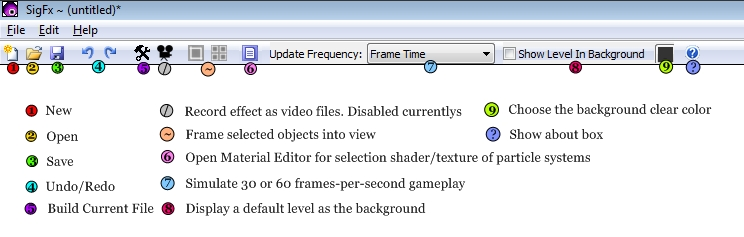 SigFx ~ (untitled)*
File Edit Help
Update Frequency: Frame Time Show Level In Background
1 2 3 4 5 / ~ 6 7 8 9 ?
1 New
2 Open
3 Save
4 Undo/Redo
5 Build Current File
/ Record effect as video files. Disabled currentlys
~ Frame selected objects into view
6 Open Material Editor for selection shader/texture of particle systems
7 Simulate 30 or 60 frames-per-second gameplay
8 Display a default level as the background
9 Choose the background clear color
? Show about box